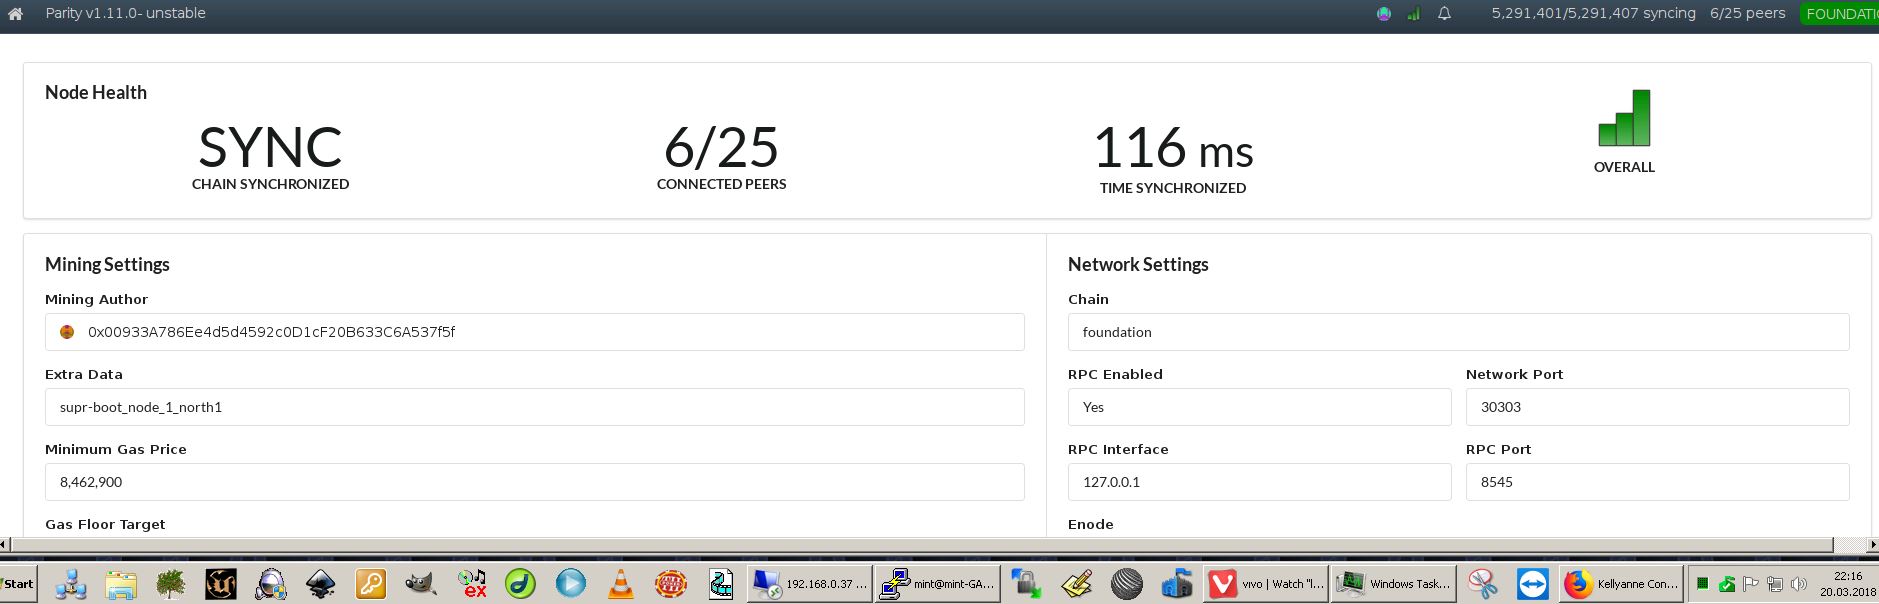 Parity v1.11.0- unstable
5,291,401/5,291,407 syncing 6/25 peers FOUNDATI
Node Health
SYNC
CHAIN SYNCHRONIZED
6/25
CONNECTED PEERS
116 ms
TIME SYNCHRONIZED
OVERALL
Mining Settings
Mining Author
0x00933A786Ee4d5d4592c0D1cF20B633C6A537f5f
Extra Data
supr-boot_node_1_north1
Minimum Gas Price
8,462,900
Gas Floor Target
Network Settings
Chain
foundation
RPC Enabled
Yes
Network Port
30303
RPC Interface
127.0.0.1
RPC Port
8545
Enode
Start
ex
192.168.0.37 ...
mint@mint-GA...
vivo | Watch "I...
Windows Task...
Kellyanne Con...
22:16
20.03.2018